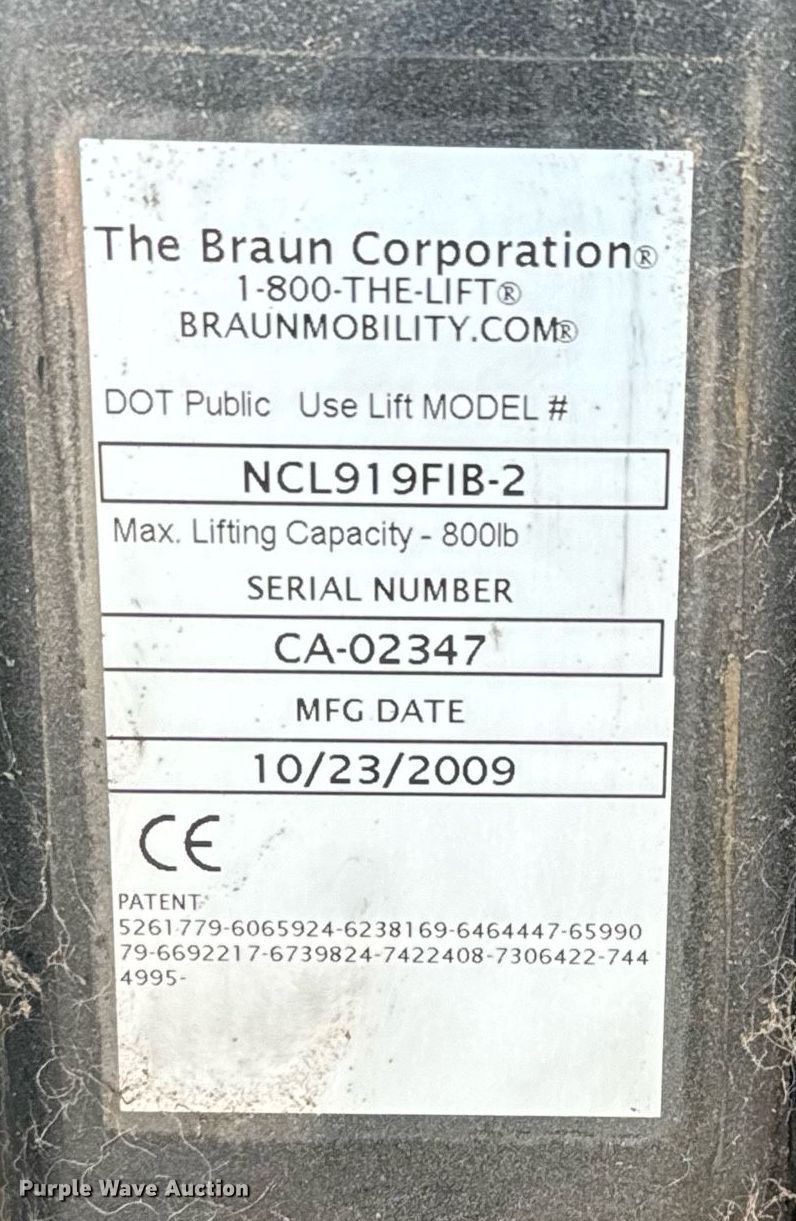 The Braun Corporation®
1-800-THE-LIFT®
BRAUNMOBILITY.COM®
DOT Public Use Lift MODEL #
NCL919FIB-2
Max. Lifting Capacity - 800lb
SERIAL NUMBER
CA-02347
MFG DATE
10/23/2009
CE
PATENT:
5261779-6065924-6238169-6464447-65990
79-6692217-6739824-7422408-7306422-744
4995-
Purple Wave Auction